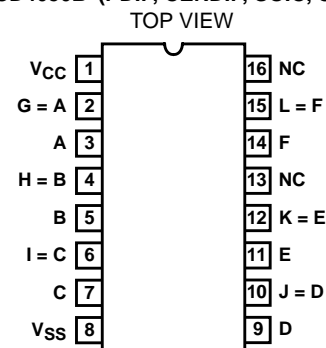 TOP VIEW
VCC 1 16 NC
G = A 2 15 L = F
A 3 14 F
H = B 4 13 NC
B 5 12 K = E
I = C 6 11 E
C 7 10 J = D
VSS 8 9 D